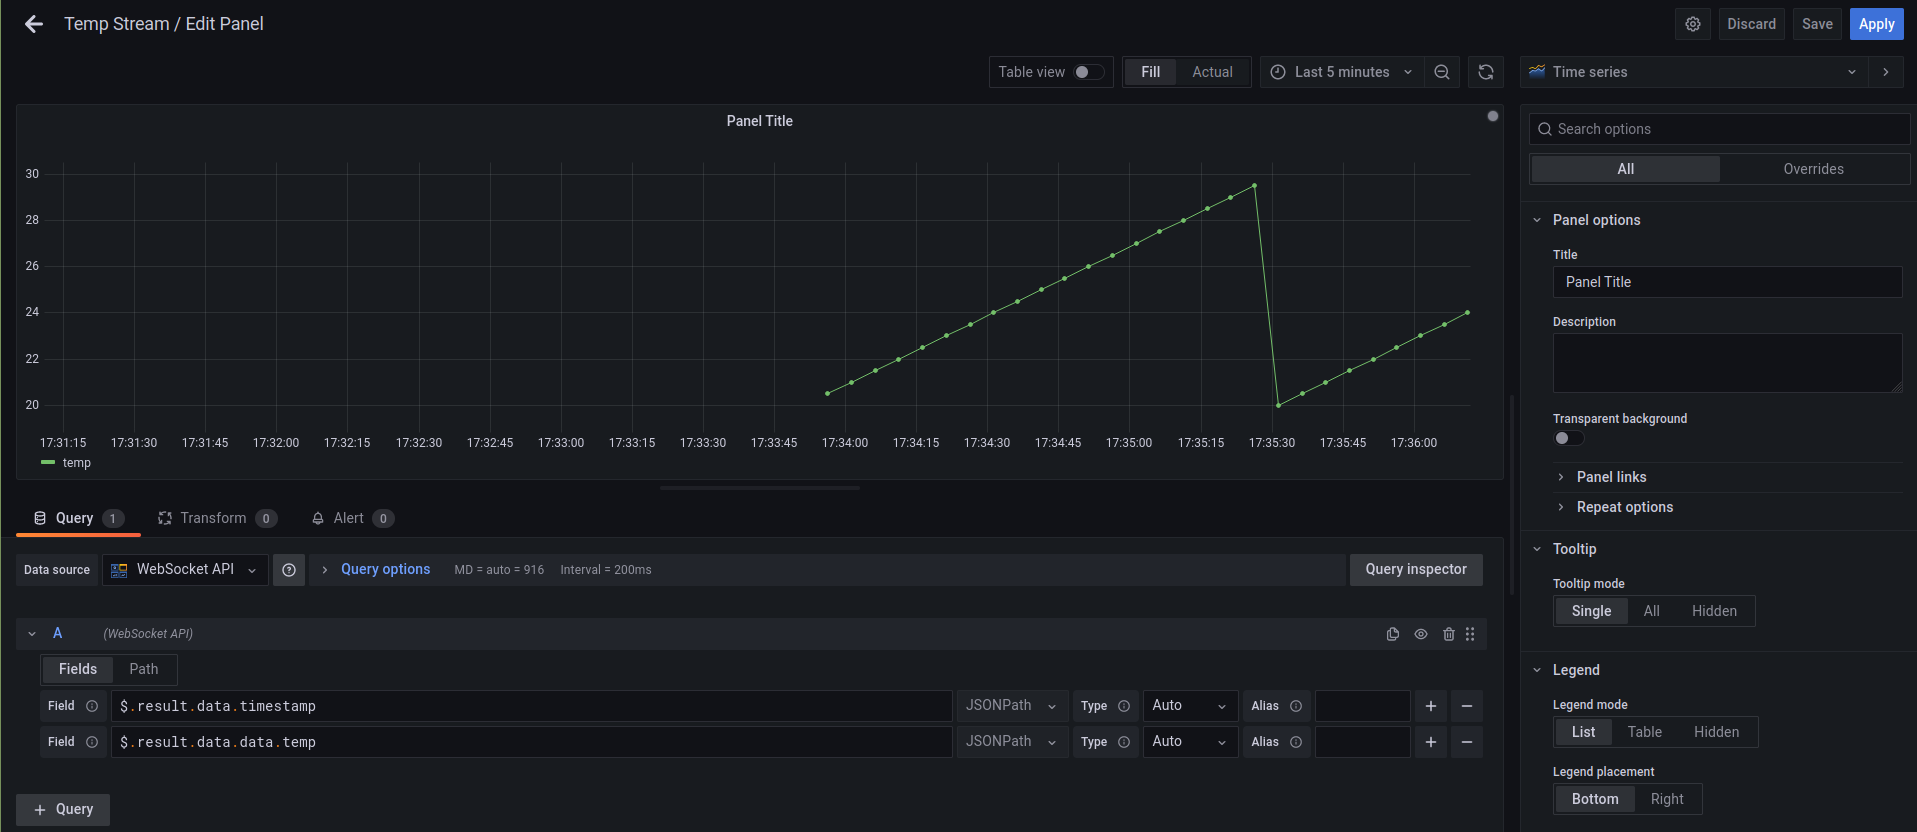 Temp Stream / Edit Panel
Discard
Save
Apply
Table view
Fill
Actual
Last 5 minutes
Time series
Panel Title
30
28
26
24
22
20
17:31:15 17:31:30 17:31:45 17:32:00 17:32:15 17:32:30 17:32:45 17:33:00 17:33:15 17:33:30 17:33:45 17:34:00 17:34:15 17:34:30 17:34:45 17:35:00 17:35:15 17:35:30 17:35:45 17:36:00
temp
Query 1
Transform 0
Alert 0
Data source
WebSocket API
Query options
MD = auto = 916
Interval = 200ms
Query inspector
A
(WebSocket API)
Fields
Path
Field $.result.data.timestamp JSONPath Type Auto Alias
Field $.result.data.data.temp JSONPath Type Auto Alias
+ Query
Search options
All
Overrides
Panel options
Title
Panel Title
Description
Transparent background
Panel links
Repeat options
Tooltip
Tooltip mode
Single
All
Hidden
Legend
Legend mode
List
Table
Hidden
Legend placement
Bottom
Right